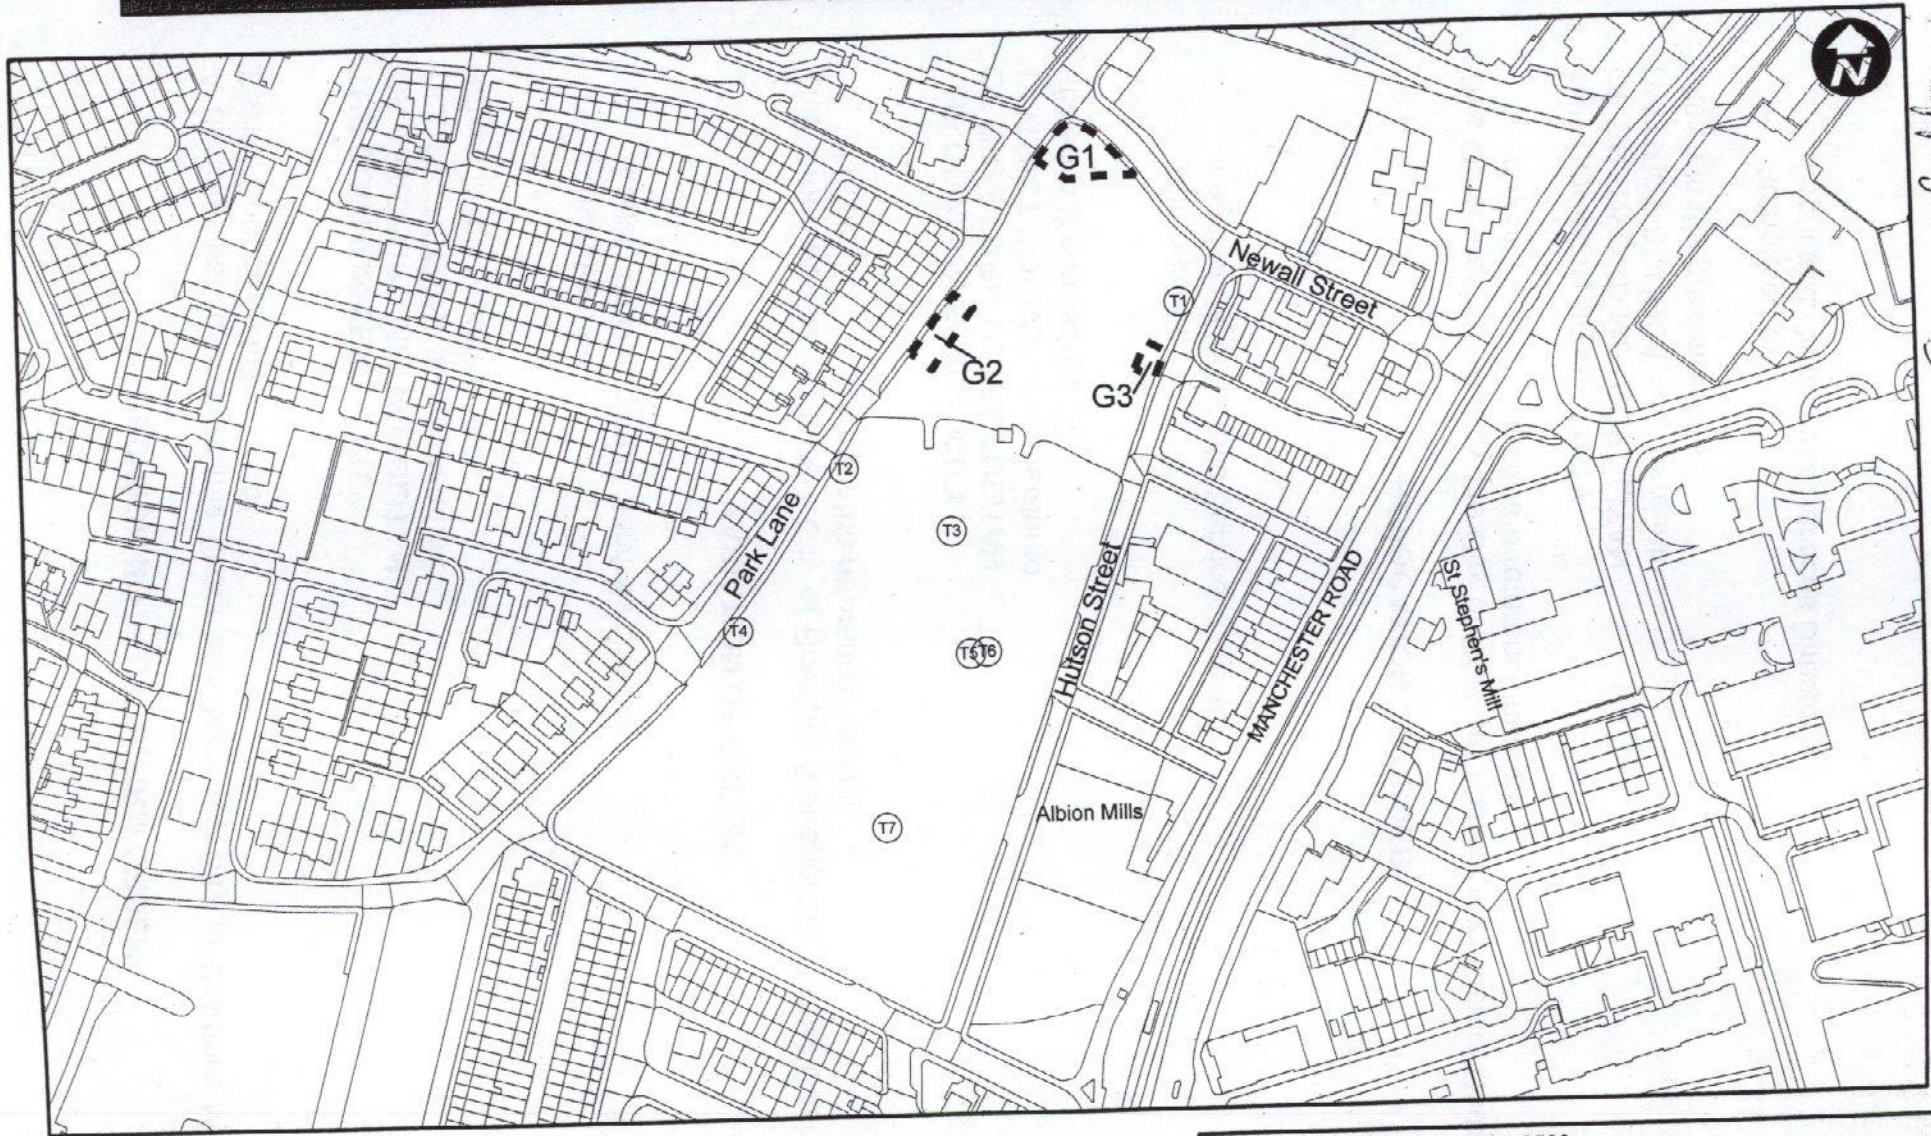 N
G1
Newall Street
T1
G2
G3
T2
Park Lane
T3
Hutson Street
MANCHESTER ROAD
St Stephen's Mill
T4
T5
T6
Albion Mills
T7